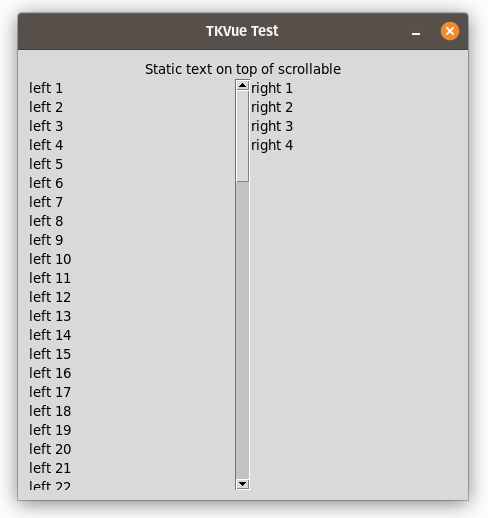 TKVue Test
Static text on top of scrollable
left 1
left 2
left 3
left 4
left 5
left 6
left 7
left 8
left 9
left 10
left 11
left 12
left 13
left 14
left 15
left 16
left 17
left 18
left 19
left 20
left 21
left 22
right 1
right 2
right 3
right 4